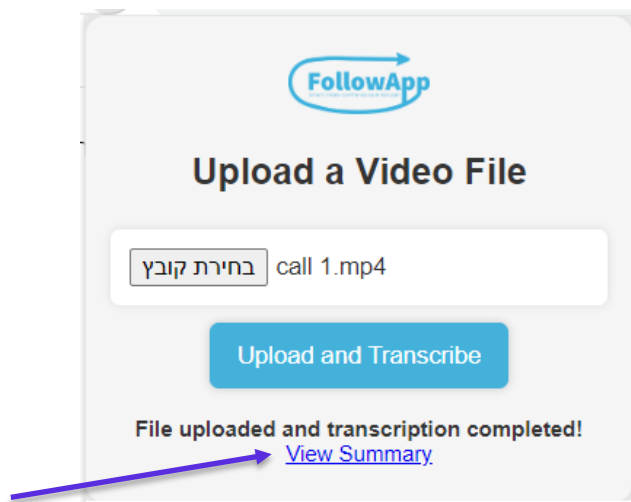 FollowApp
Upload a Video File
בחירת קובץ call 1.mp4
Upload and Transcribe
File uploaded and transcription completed!
View Summary